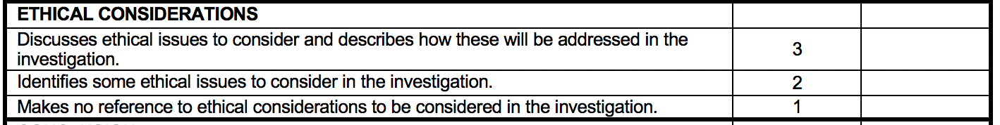 ETHICAL CONSIDERATIONS
Discusses ethical issues to consider and describes how these will be addressed in the
investigation.
3
Identifies some ethical issues to consider in the investigation.
2
Makes no reference to ethical considerations to be considered in the investigation.
1